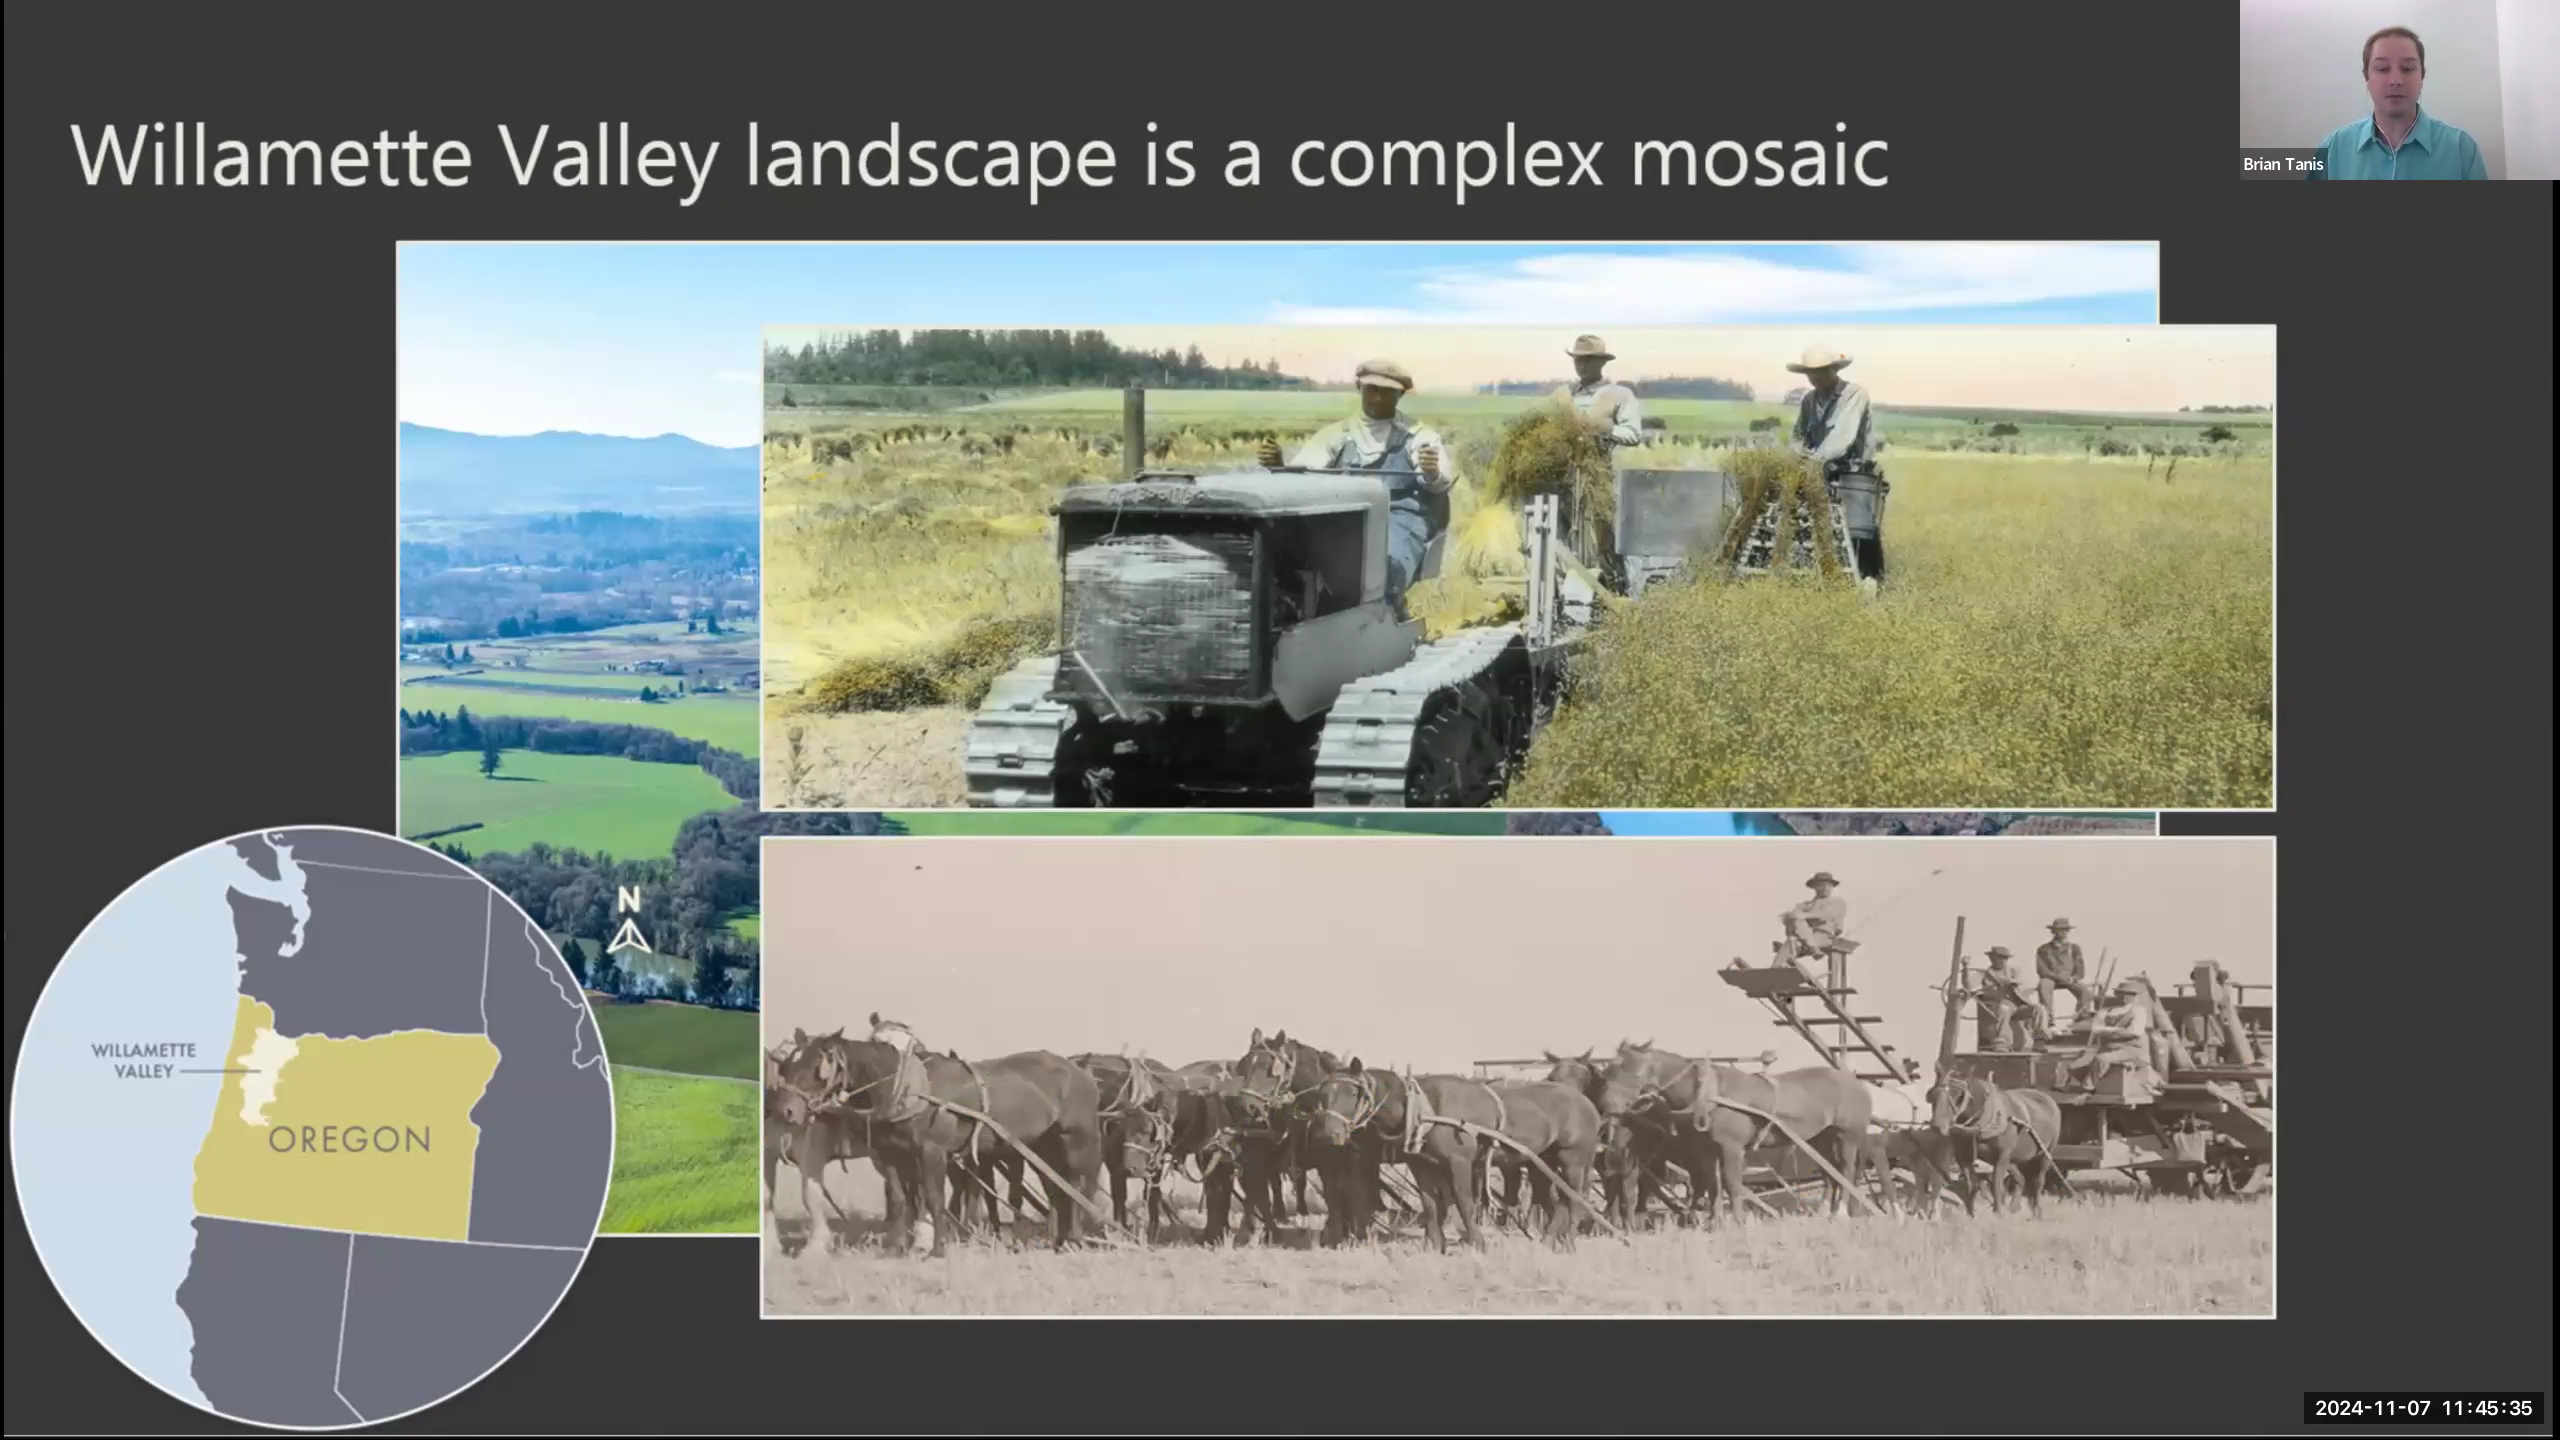 Willamette Valley landscape is a complex mosaic
Brian Tanis
N
WILLAMETTE
VALLEY
OREGON
2024-11-07 11:45:35